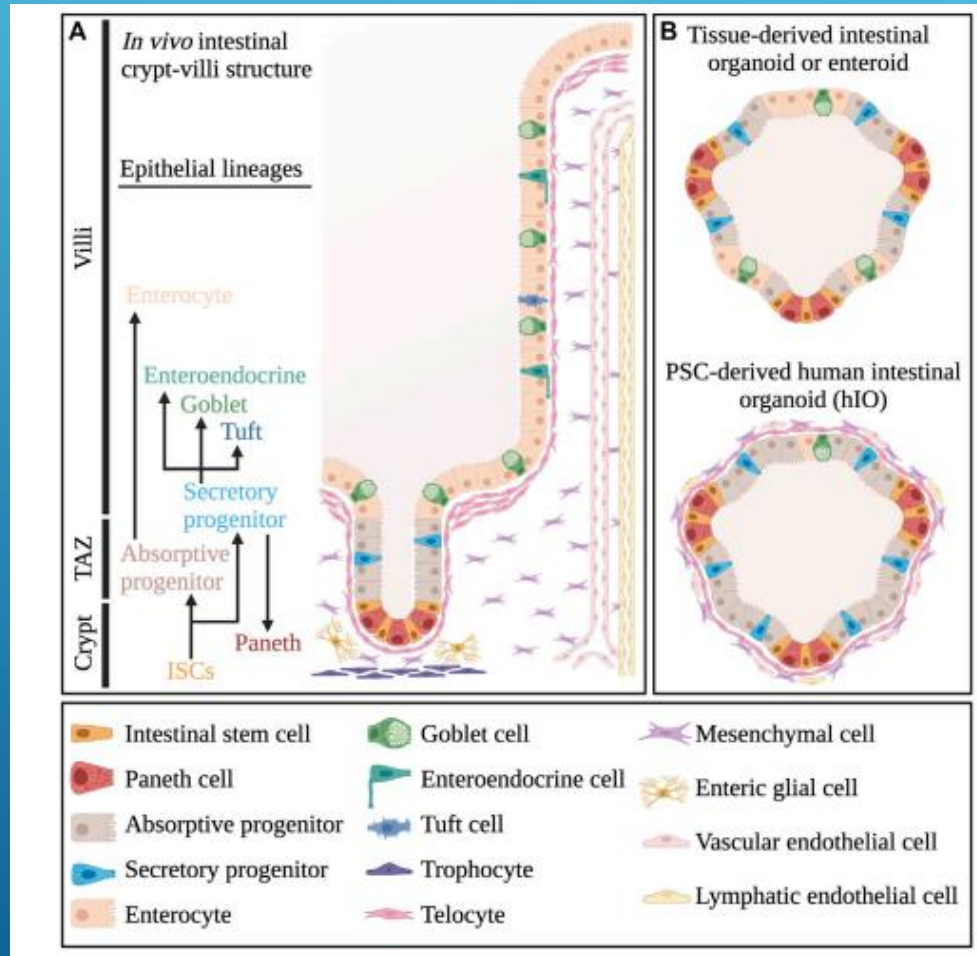 A
In vivo intestinal
crypt-villi structure
Epithelial lineages
Villi
TAZ
Crypt
Enterocyte
Enteroendocrine
Goblet
Tuft
Secretory
progenitor
Absorptive
progenitor
Paneth
ISCs
B
Tissue-derived intestinal
organoid or enteroid
PSC-derived human intestinal
organoid (hIO)
Intestinal stem cell
Paneth cell
Absorptive progenitor
Secretory progenitor
Enterocyte
Goblet cell
Enteroendocrine cell
Tuft cell
Trophocyte
Telocyte
Mesenchymal cell
Enteric glial cell
Vascular endothelial cell
Lymphatic endothelial cell